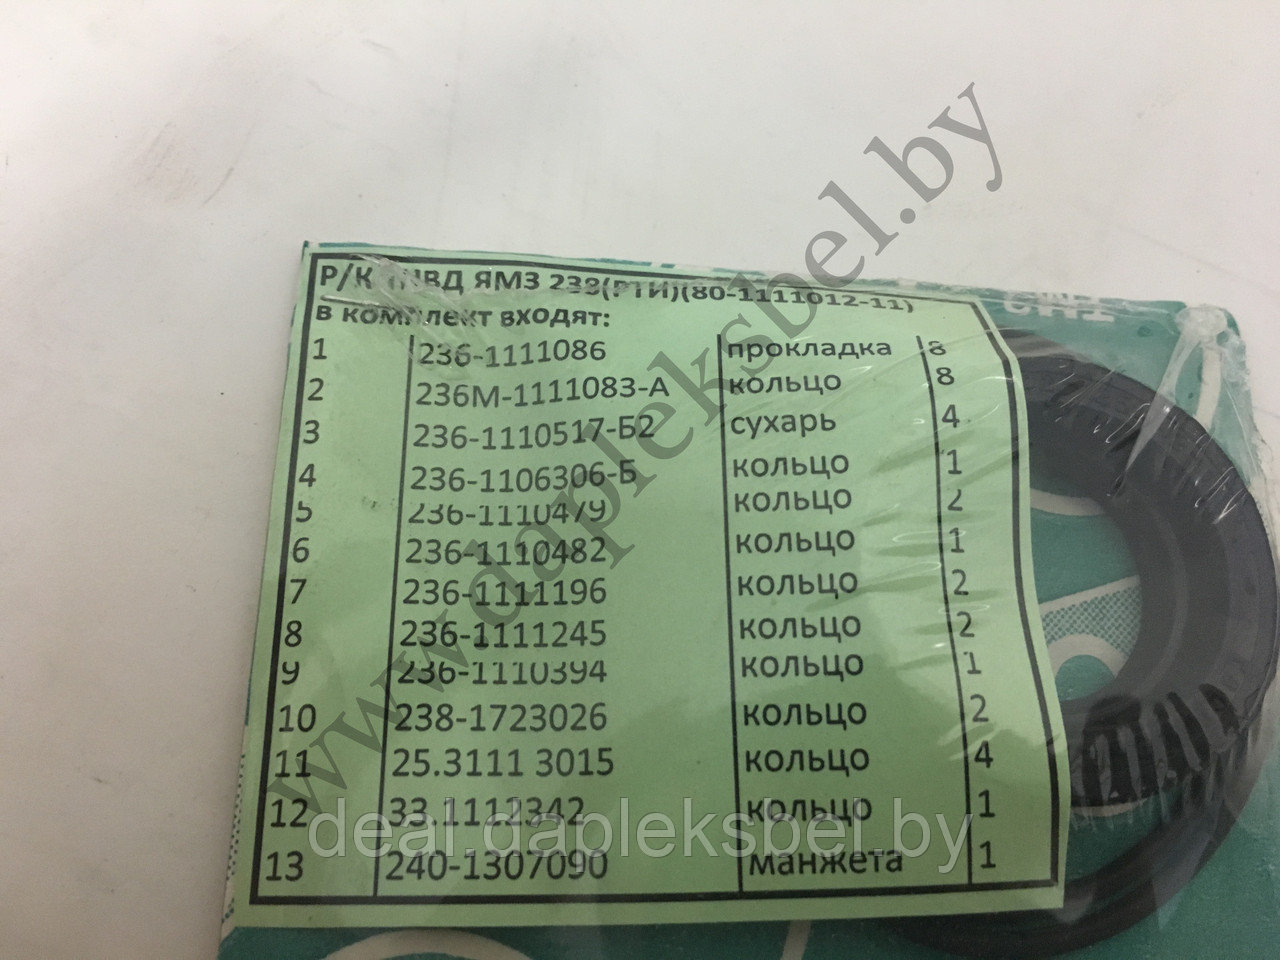 Р/К ТНВД ЯМЗ 238(РТИ)(80-1111012-11)
в комплект входят:
1 236-1111086 прокладка 8
2 236М-1111083-А кольцо 8
3 236-1110517-Б2 сухарь 4
4 236-1106306-Б кольцо 1
5 236-1110479 кольцо 2
6 236-1110482 кольцо 1
7 236-1111196 кольцо 2
8 236-1111245 кольцо 2
9 236-1110394 кольцо 1
10 238-1723026 кольцо 2
11 25.3111 3015 кольцо 4
12 33.1112342 кольцо 1
13 240-1307090 манжета 1
www.dapleksbel.by
deal.dapleksbel.by